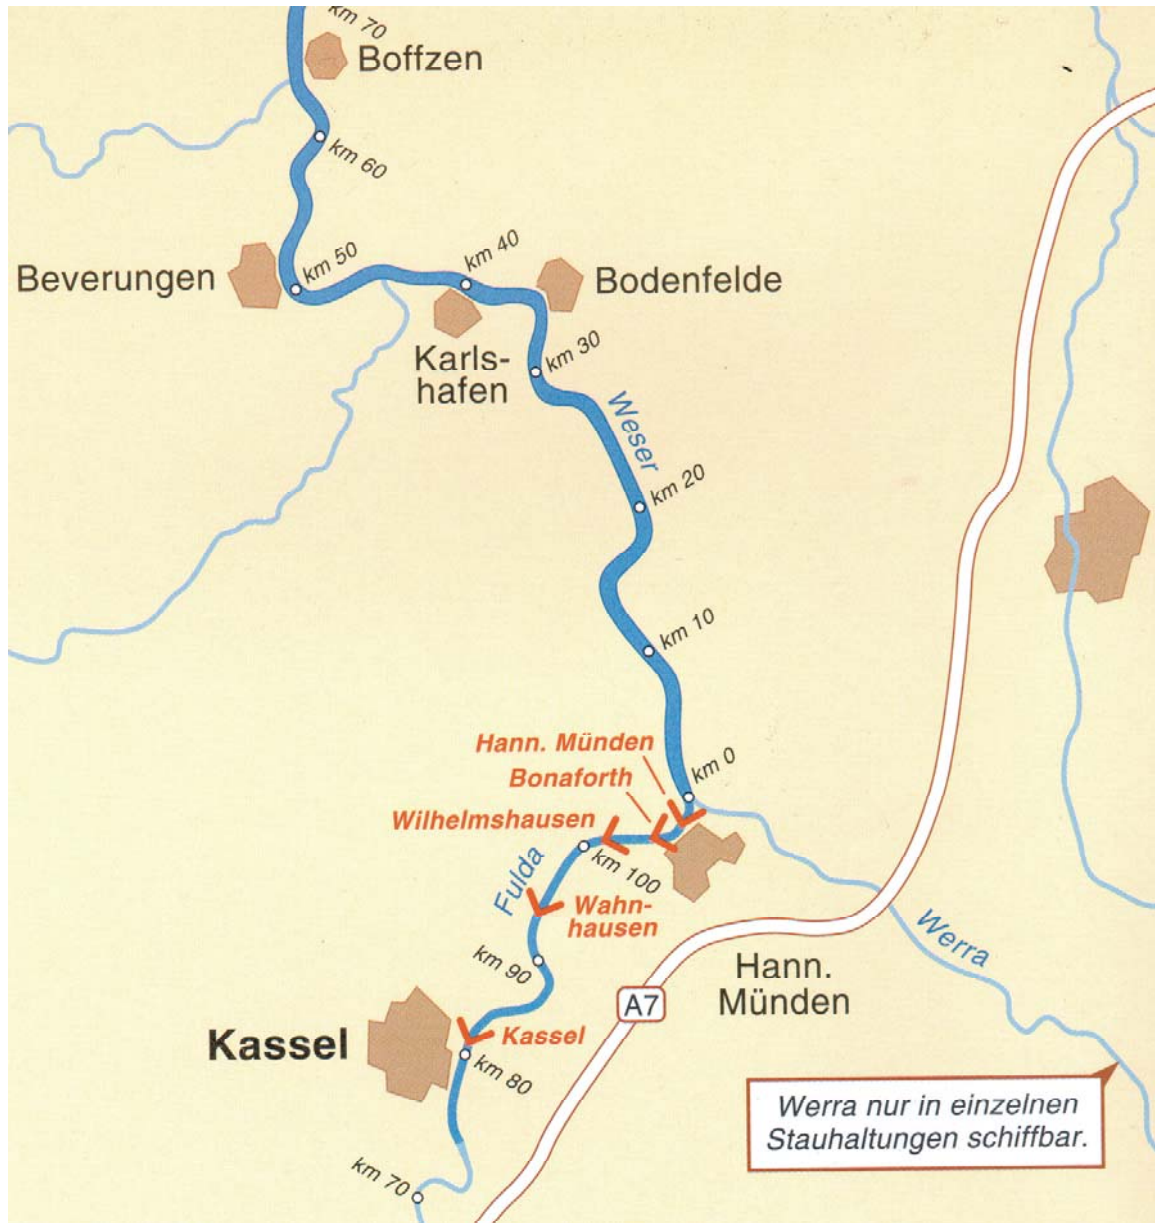 km 70
Boffzen
km 60
km 50
km 40
Beverungen
Bodenfelde
Karls-
hafen
km 30
Weser
km 20
km 10
Hann. Münden
Bonaforth
Wilhelmshausen
km 0
km 100
Fulda
Wahn-
hausen
km 90
Werra
Hann.
Münden
A7
Kassel
Kassel
km 80
Werra nur in einzelnen
Stauhaltungen schiffbar.
km 70